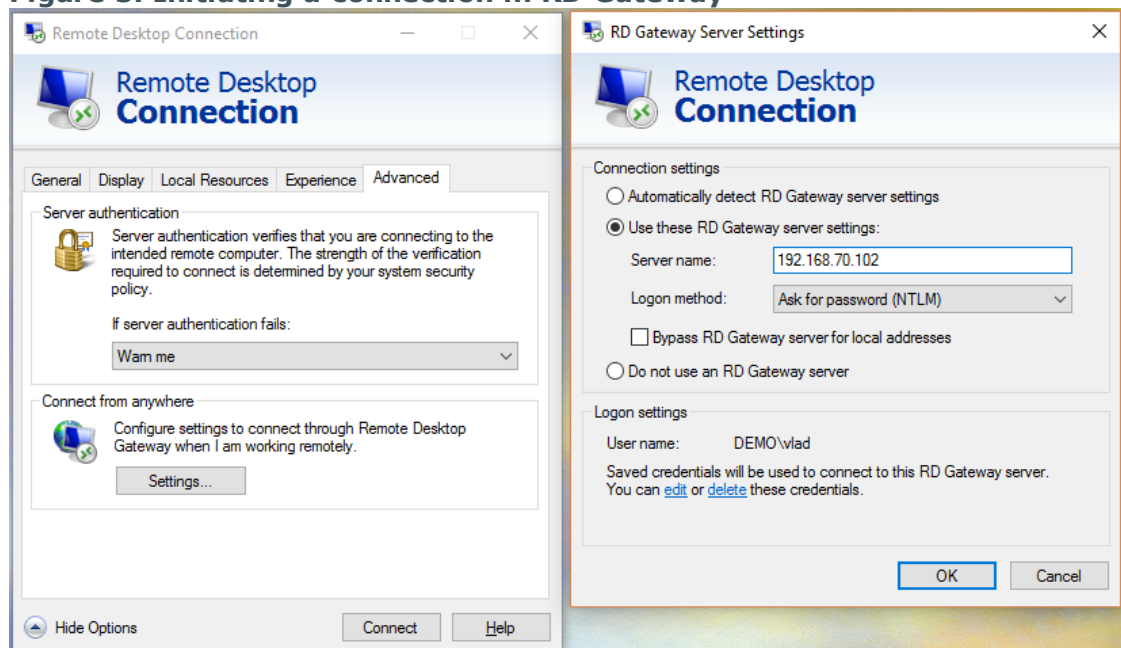 Figure 3. Initiating a connection in RD Gateway
Remote Desktop Connection
Remote Desktop
Connection
General Display Local Resources Experience Advanced
Server authentication
Server authentication verifies that you are connecting to the
intended remote computer. The strength of the verification
required to connect is determined by your system security
policy.
If server authentication fails:
Warn me
Connect from anywhere
Configure settings to connect through Remote Desktop
Gateway when I am working remotely.
Settings...
Hide Options
Connect
Help
RD Gateway Server Settings
Remote Desktop
Connection
Connection settings
Automatically detect RD Gateway server settings
Use these RD Gateway server settings:
Server name: 192.168.70.102
Logon method: Ask for password (NTLM)
Bypass RD Gateway server for local addresses
Do not use an RD Gateway server
Logon settings
User name: DEMO\vlad
Saved credentials will be used to connect to this RD Gateway server.
You can edit or delete these credentials.
OK
Cancel